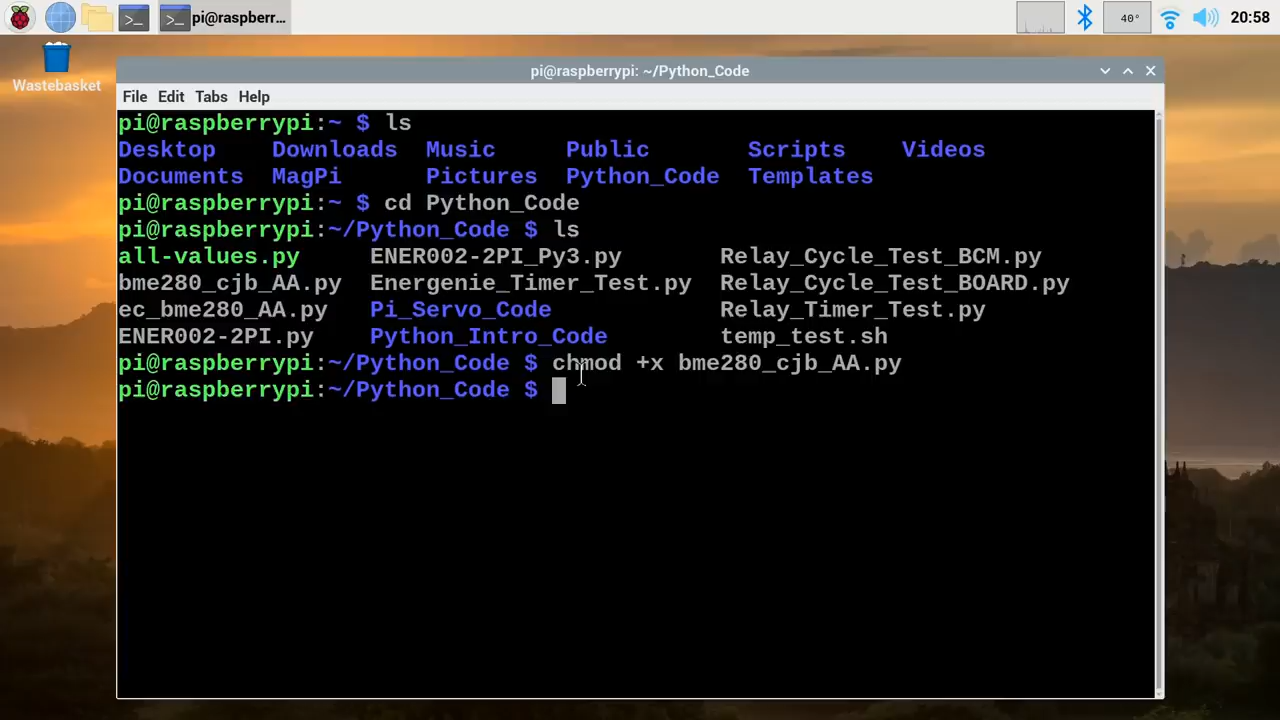 pi@raspberr...
40°
20:58
Wastebasket
pi@raspberrypi: ~/Python_Code
File Edit Tabs Help
pi@raspberrypi:~ $ ls
Desktop Downloads Music Public Scripts Videos
Documents MagPi Pictures Python_Code Templates
pi@raspberrypi:~ $ cd Python_Code
pi@raspberrypi:~/Python_Code $ ls
all-values.py ENER002-2PI_Py3.py Relay_Cycle_Test_BCM.py
bme280_cjb_AA.py Energenie_Timer_Test.py Relay_Cycle_Test_BOARD.py
ec_bme280_AA.py Pi_Servo_Code Relay_Timer_Test.py
ENER002-2PI.py Python_Intro_Code temp_test.sh
pi@raspberrypi:~/Python_Code $ chmod +x bme280_cjb_AA.py
pi@raspberrypi:~/Python_Code $